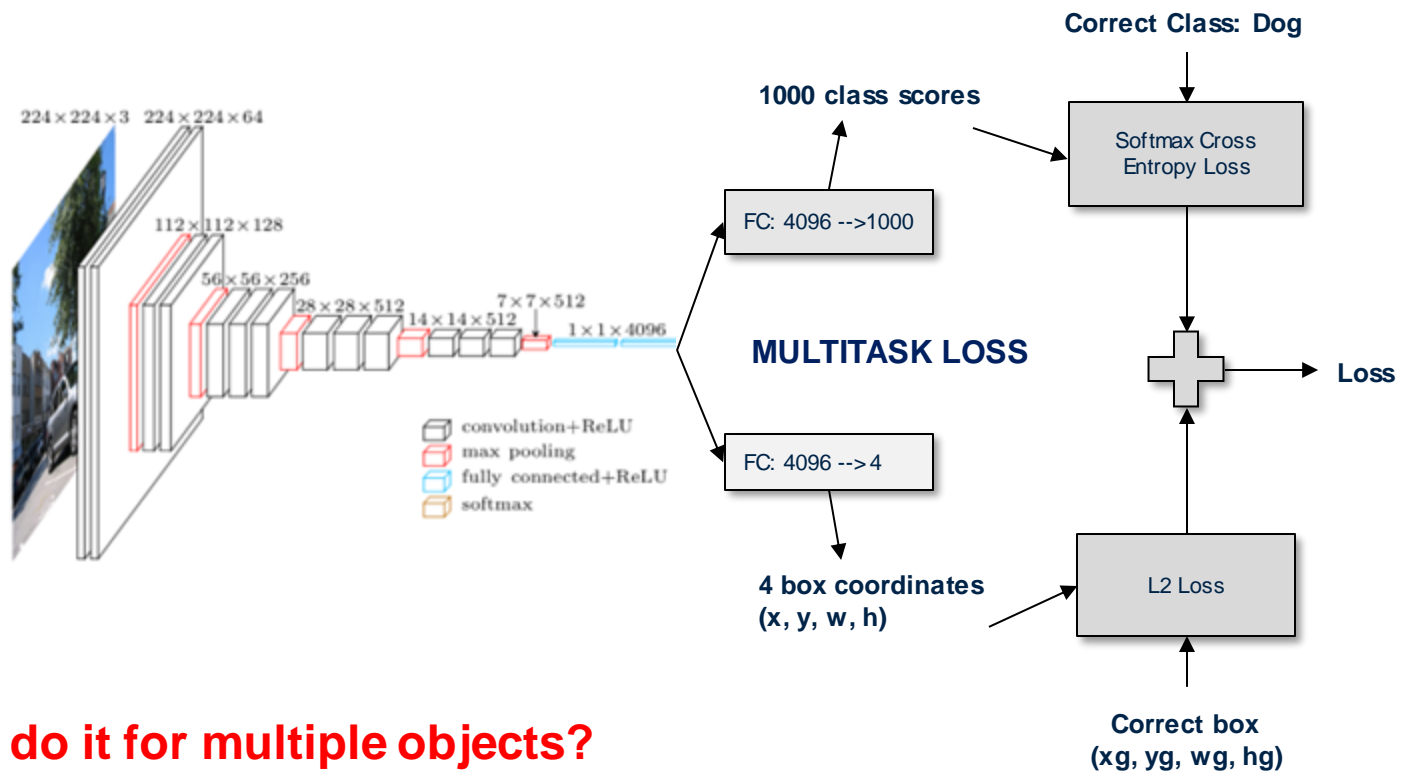 Correct Class: Dog
1000 class scores
Softmax Cross
Entropy Loss
224×224×3 224×224×64
FC: 4096 -->1000
112×112×128
56×56×256
28×28×512
14×14×512
7×7×512
1×1×4096
MULTITASK LOSS
Loss
convolution+ReLU
max pooling
fully connected+ReLU
softmax
FC: 4096 --> 4
4 box coordinates
(x, y, w, h)
L2 Loss
Correct box
(xg, yg, wg, hg)
do it for multiple objects?